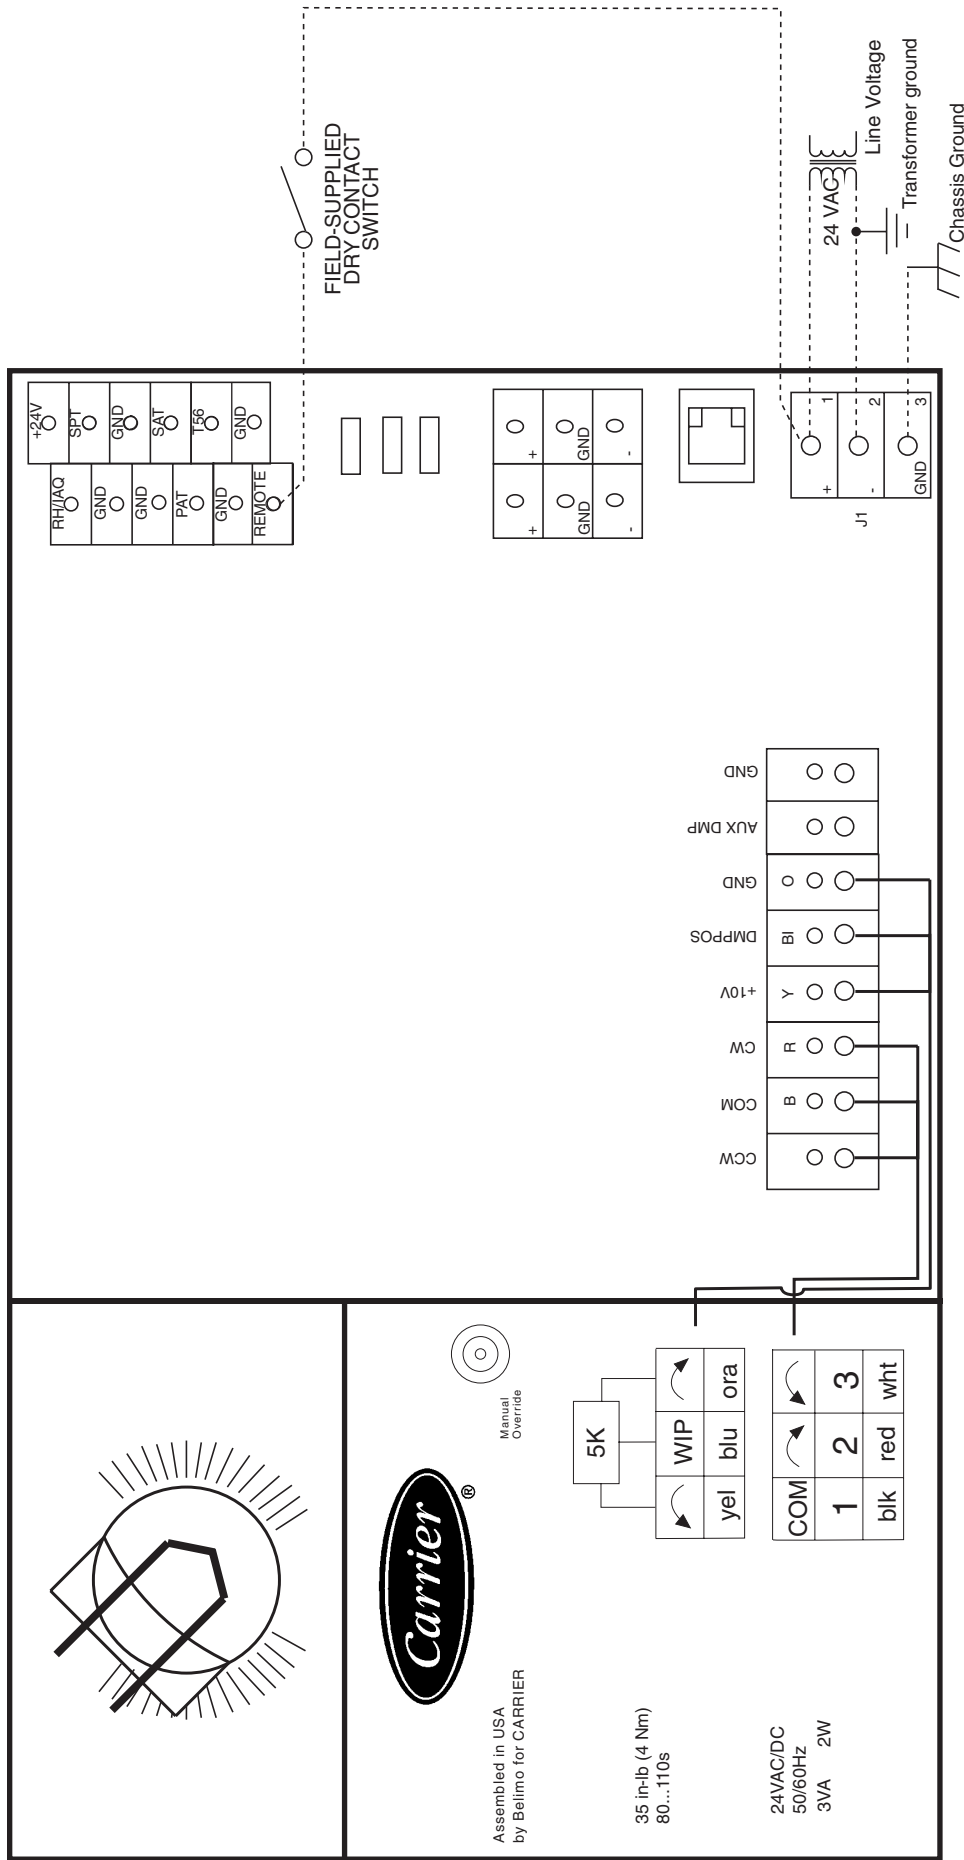 FIELD-SUPPLIED
DRY CONTACT
SWITCH
24 VAC
Line Voltage
Transformer ground
Chassis Ground
+24V
SPT
GND
SAT
T56
GND
RH/IAQ
GND
GND
PAT
GND
REMOTE
+
GND
-
+
GND
-
+ 1
- 2
GND 3
J1
GND
AUX DMP
GND
DMPPOS
+10V
CW
COM
CCW
O
Bl
Y
R
B
Manual
Override
Carrier
®
5K
WIP
yel blu ora
COM
1 2 3
blk red wht
Assembled in USA
by Belimo for CARRIER
35 in-lb (4 Nm)
80...110s
24VAC/DC
50/60Hz
3VA 2W